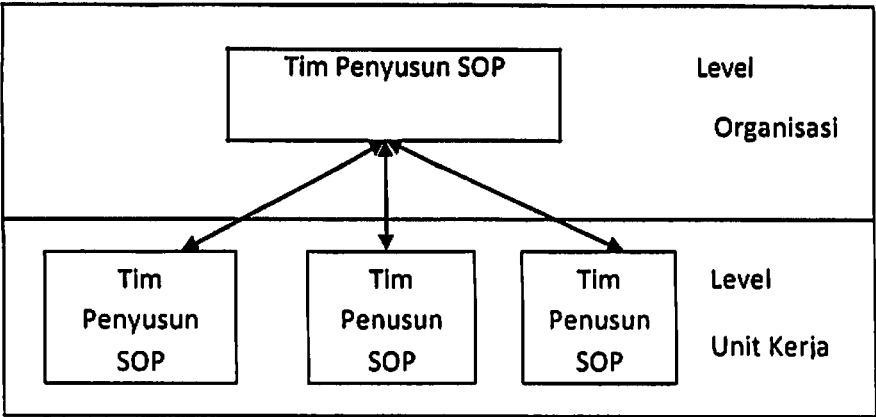 Tim Penyusun SOP
Level
Organisasi
Tim
Penyusun
SOP
Tim
Penusun
SOP
Tim
Penusun
SOP
Level
Unit Kerja